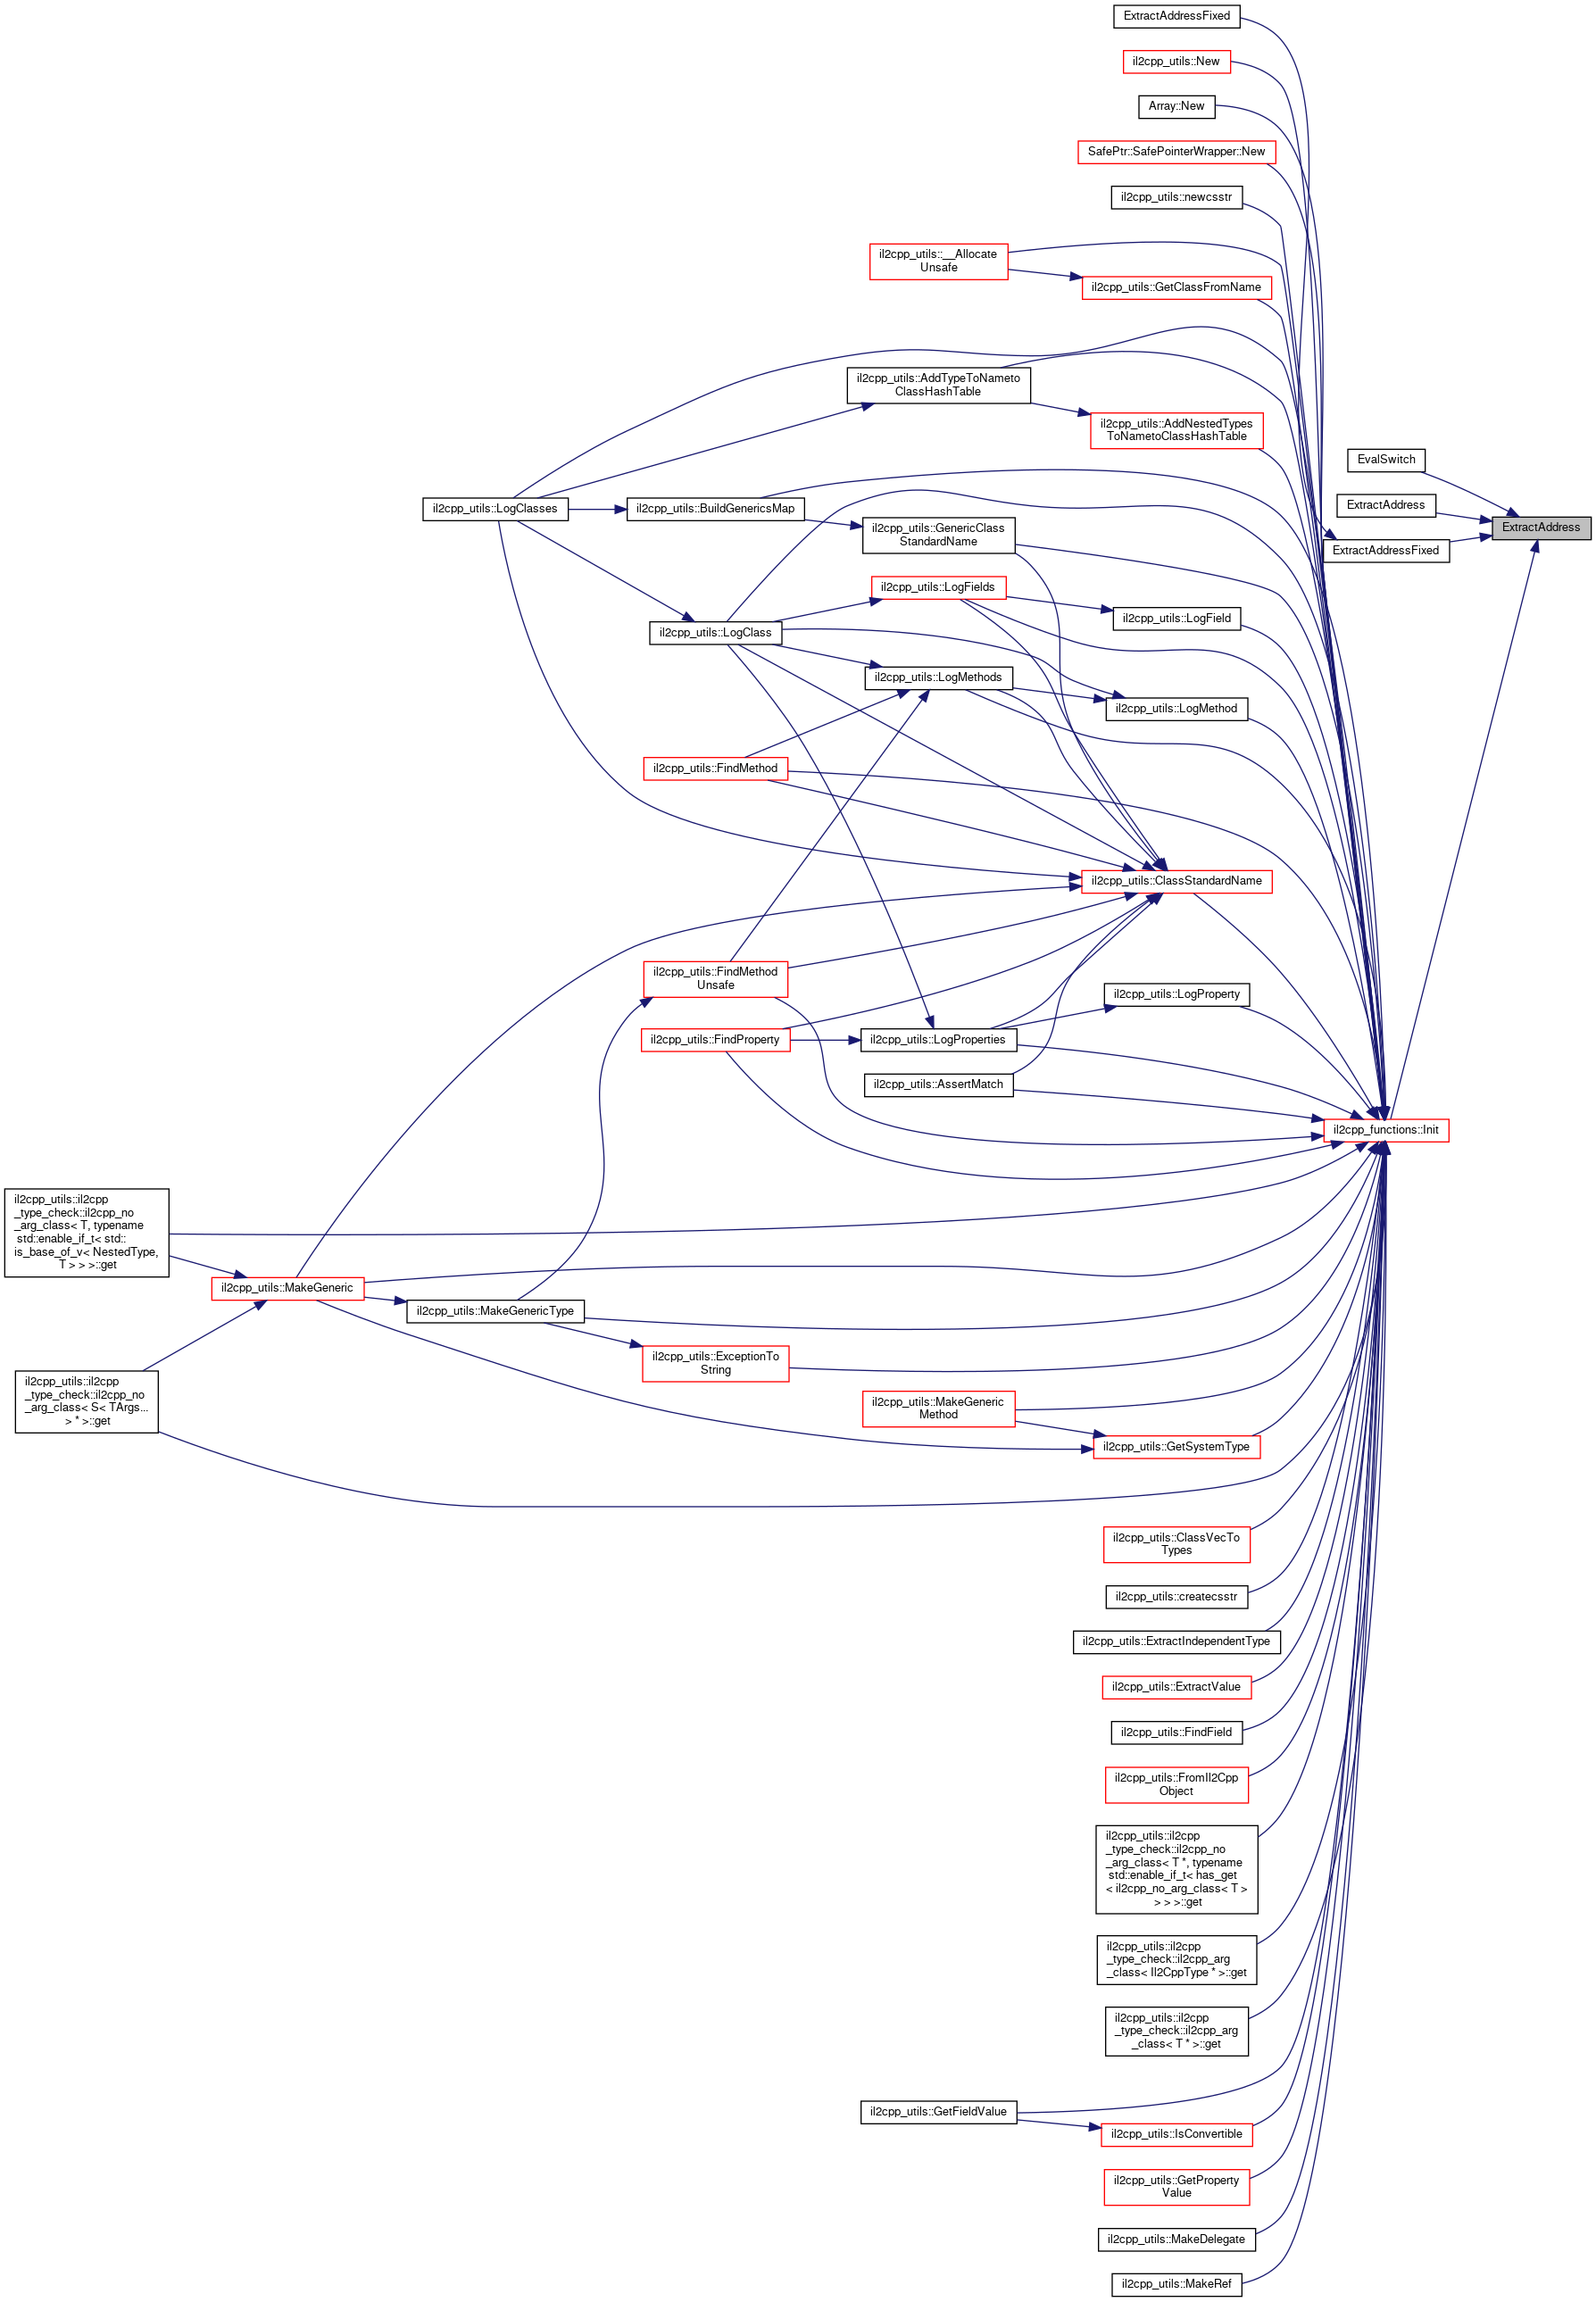 ExtractAddressFixed
il2cpp_utils::New
Array::New
SafePtr::SafePointerWrapper::New
il2cpp_utils::newcsstr
il2cpp_utils::__Allocate
Unsafe
il2cpp_utils::GetClassFromName
il2cpp_utils::AddTypeToNameto
ClassHashTable
il2cpp_utils::AddNestedTypes
ToNametoClassHashTable
EvalSwitch
ExtractAddress
ExtractAddress
ExtractAddressFixed
il2cpp_utils::LogClasses
il2cpp_utils::BuildGenericsMap
il2cpp_utils::GenericClass
StandardName
il2cpp_utils::LogFields
il2cpp_utils::LogField
il2cpp_utils::LogClass
il2cpp_utils::LogMethods
il2cpp_utils::LogMethod
il2cpp_utils::FindMethod
il2cpp_utils::ClassStandardName
il2cpp_utils::FindMethod
Unsafe
il2cpp_utils::LogProperty
il2cpp_utils::FindProperty
il2cpp_utils::LogProperties
il2cpp_utils::AssertMatch
il2cpp_functions::Init
il2cpp_utils::il2cpp
_type_check::il2cpp_no
_arg_class< T, typename
std::enable_if_t< std::
is_base_of_v< NestedType,
T > > >::get
il2cpp_utils::MakeGeneric
il2cpp_utils::MakeGenericType
il2cpp_utils::ExceptionTo
String
il2cpp_utils::il2cpp
_type_check::il2cpp_no
_arg_class< S< TArgs...
> * >::get
il2cpp_utils::MakeGeneric
Method
il2cpp_utils::GetSystemType
il2cpp_utils::ClassVecTo
Types
il2cpp_utils::createcsstr
il2cpp_utils::ExtractIndependentType
il2cpp_utils::ExtractValue
il2cpp_utils::FindField
il2cpp_utils::FromIl2Cpp
Object
il2cpp_utils::il2cpp
_type_check::il2cpp_no
_arg_class< T *, typename
std::enable_if_t< has_get
< il2cpp_no_arg_class< T >
> > >::get
il2cpp_utils::il2cpp
_type_check::il2cpp_arg
_class< Il2CppType * >::get
il2cpp_utils::il2cpp
_type_check::il2cpp_arg
_class< T * >::get
il2cpp_utils::GetFieldValue
il2cpp_utils::IsConvertible
il2cpp_utils::GetProperty
Value
il2cpp_utils::MakeDelegate
il2cpp_utils::MakeRef